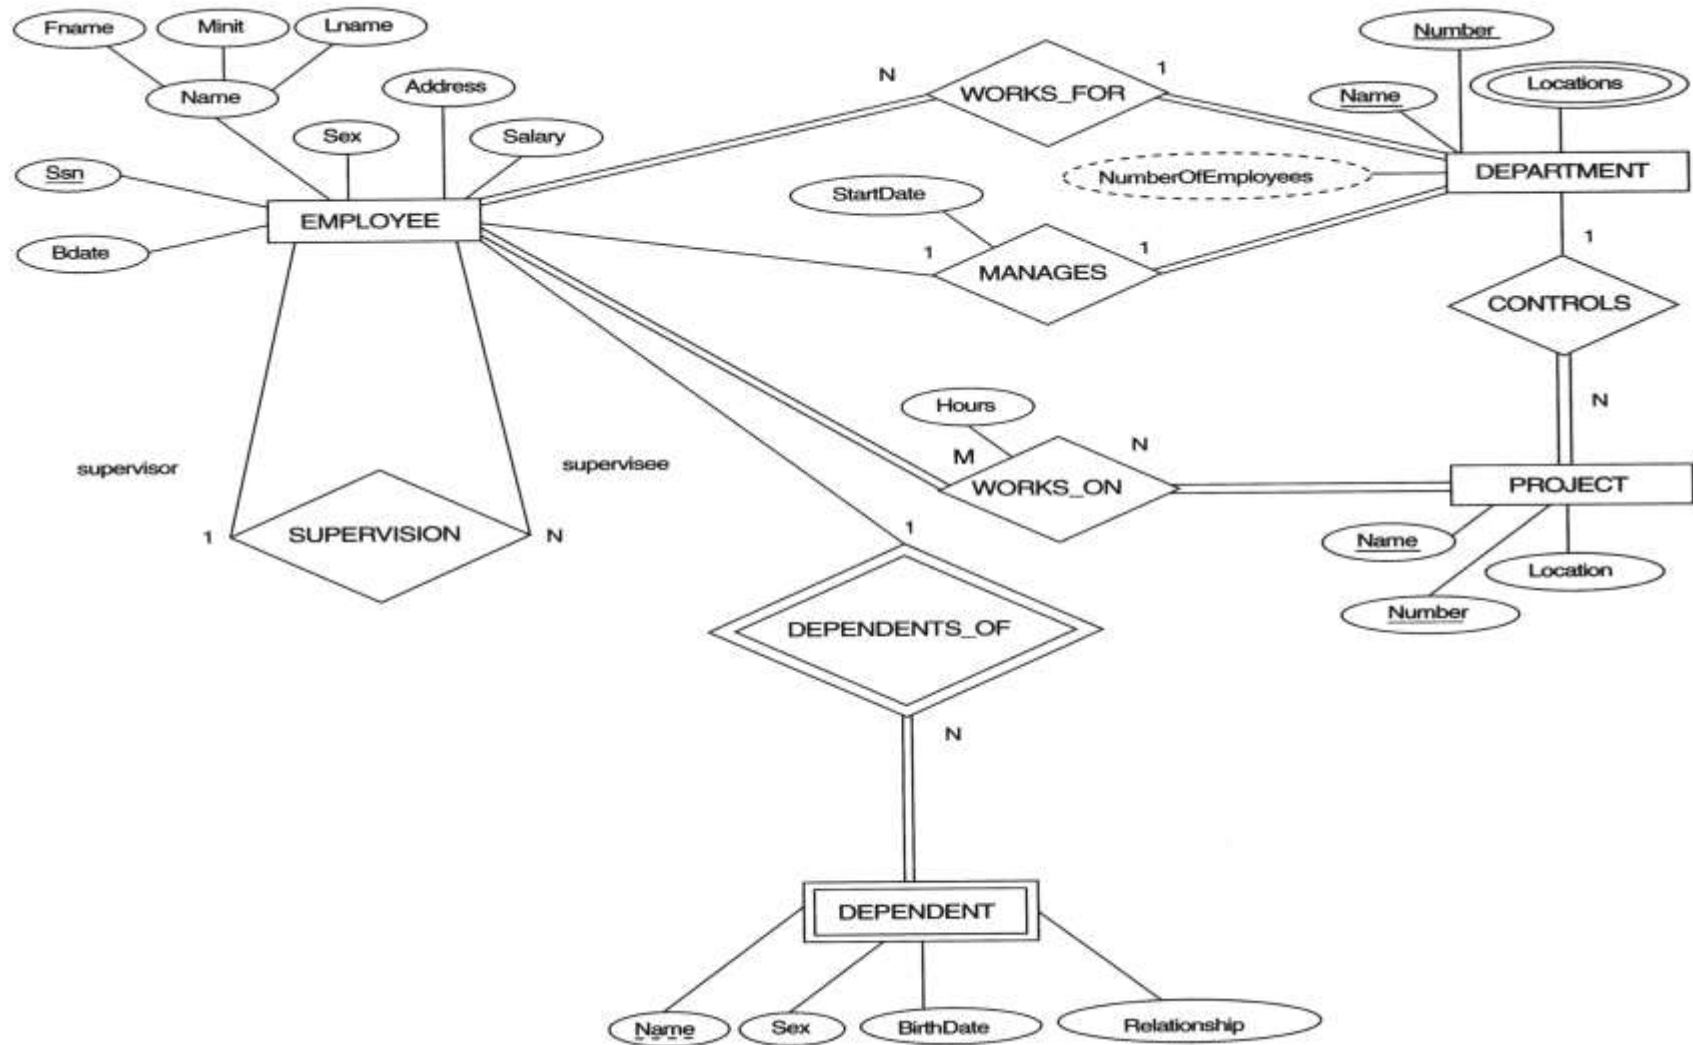 Fname
Minit
Lname
Number
Name
Address
N
1
WORKS_FOR
Name
Locations
Sex
Salary
Ssn
NumberOfEmployees
DEPARTMENT
StartDate
EMPLOYEE
Bdate
1
1
MANAGES
1
CONTROLS
Hours
N
M
N
supervisor
supervisee
WORKS_ON
PROJECT
1
SUPERVISION
N
1
Name
Location
Number
DEPENDENTS_OF
N
DEPENDENT
Name
Sex
BirthDate
Relationship